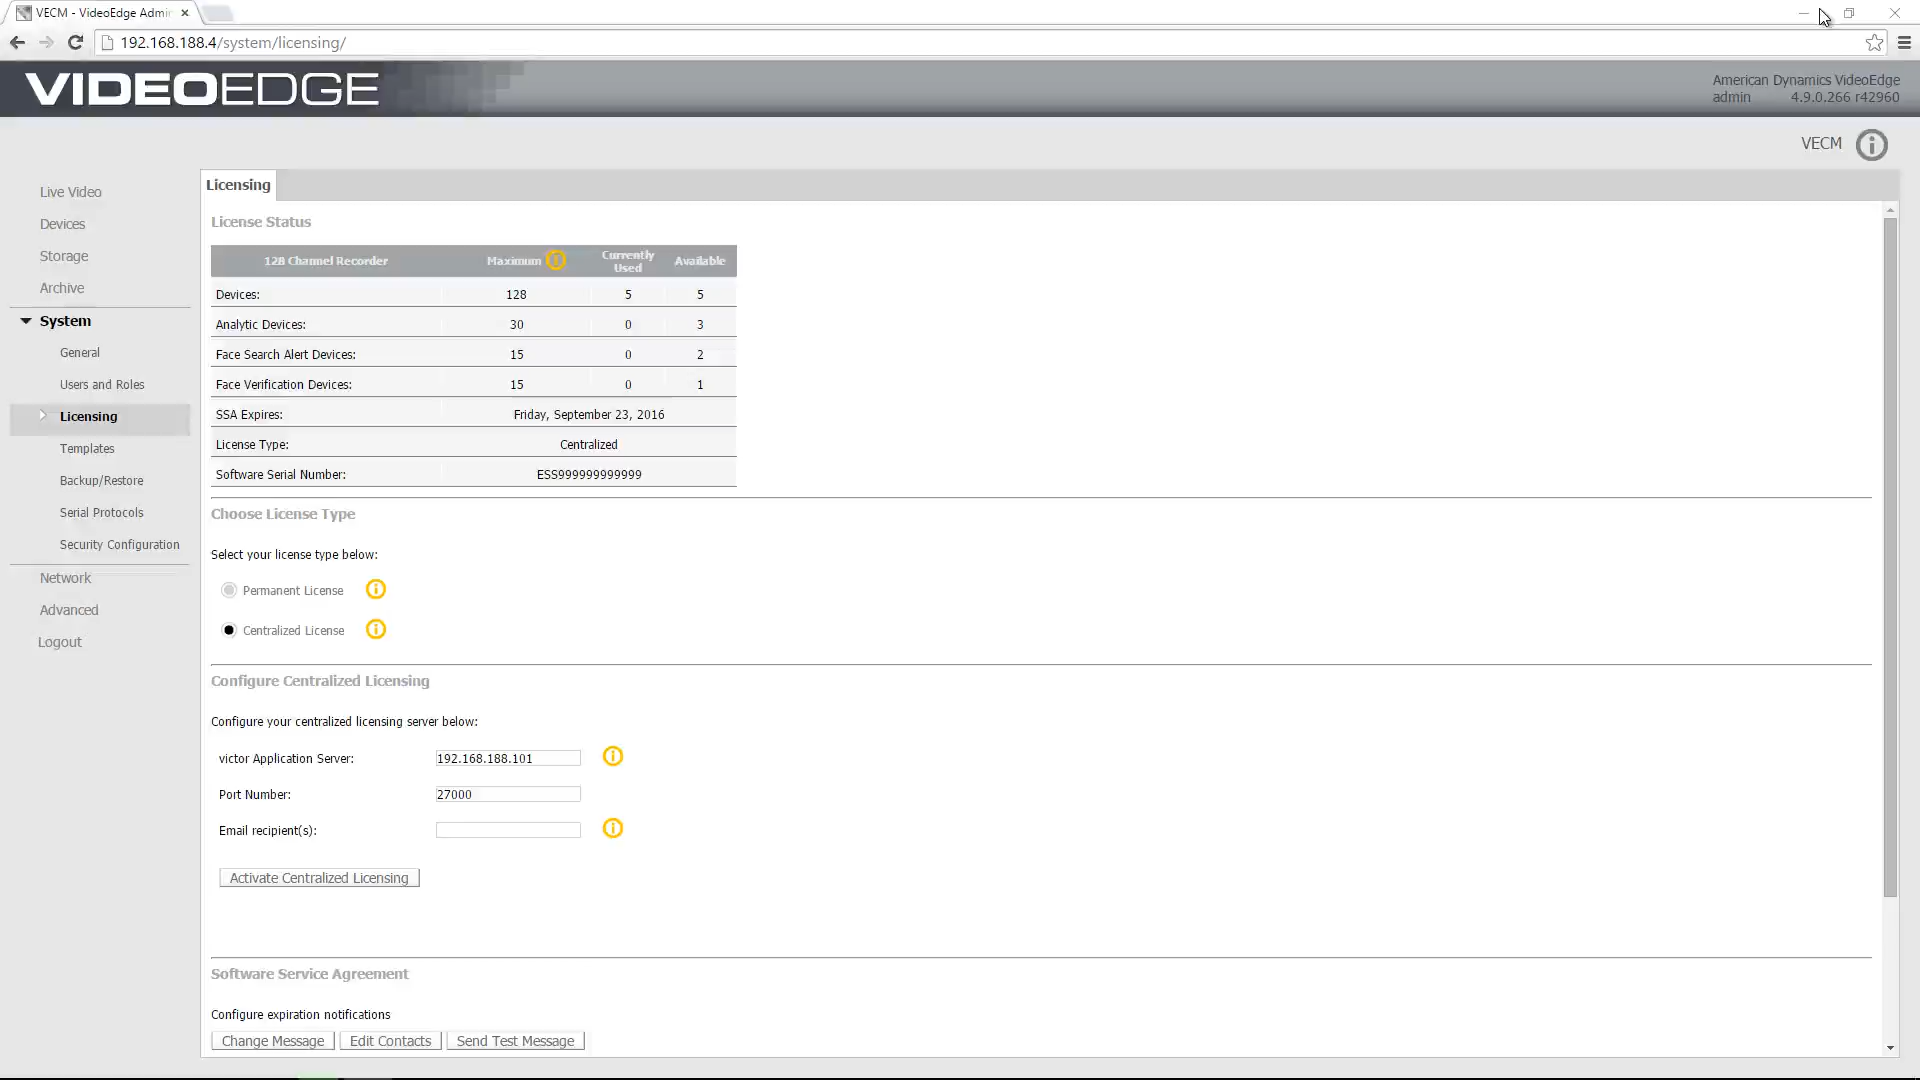 VECM - VideoEdge Admi
192.168.188.4/system/licensing/
VIDEOEDGE
American Dynamics VideoEdge
admin 4.9.0.266 r42960
VECM
Live Video
Devices
Storage
Archive
System
General
Users and Roles
Licensing
Templates
Backup/Restore
Serial Protocols
Security Configuration
Network
Advanced
Logout
Licensing
License Status
128 Channel Recorder Maximum Currently Used Available
Devices: 128 5 5
Analytic Devices: 30 0 3
Face Search Alert Devices: 15 0 2
Face Verification Devices: 15 0 1
SSA Expires: Friday, September 23, 2016
License Type: Centralized
Software Serial Number: ESS999999999999
Choose License Type
Select your license type below:
Permanent License
Centralized License
Configure Centralized Licensing
Configure your centralized licensing server below:
victor Application Server: 192.168.188.101
Port Number: 27000
Email recipient(s):
Activate Centralized Licensing
Software Service Agreement
Configure expiration notifications
Change Message Edit Contacts Send Test Message